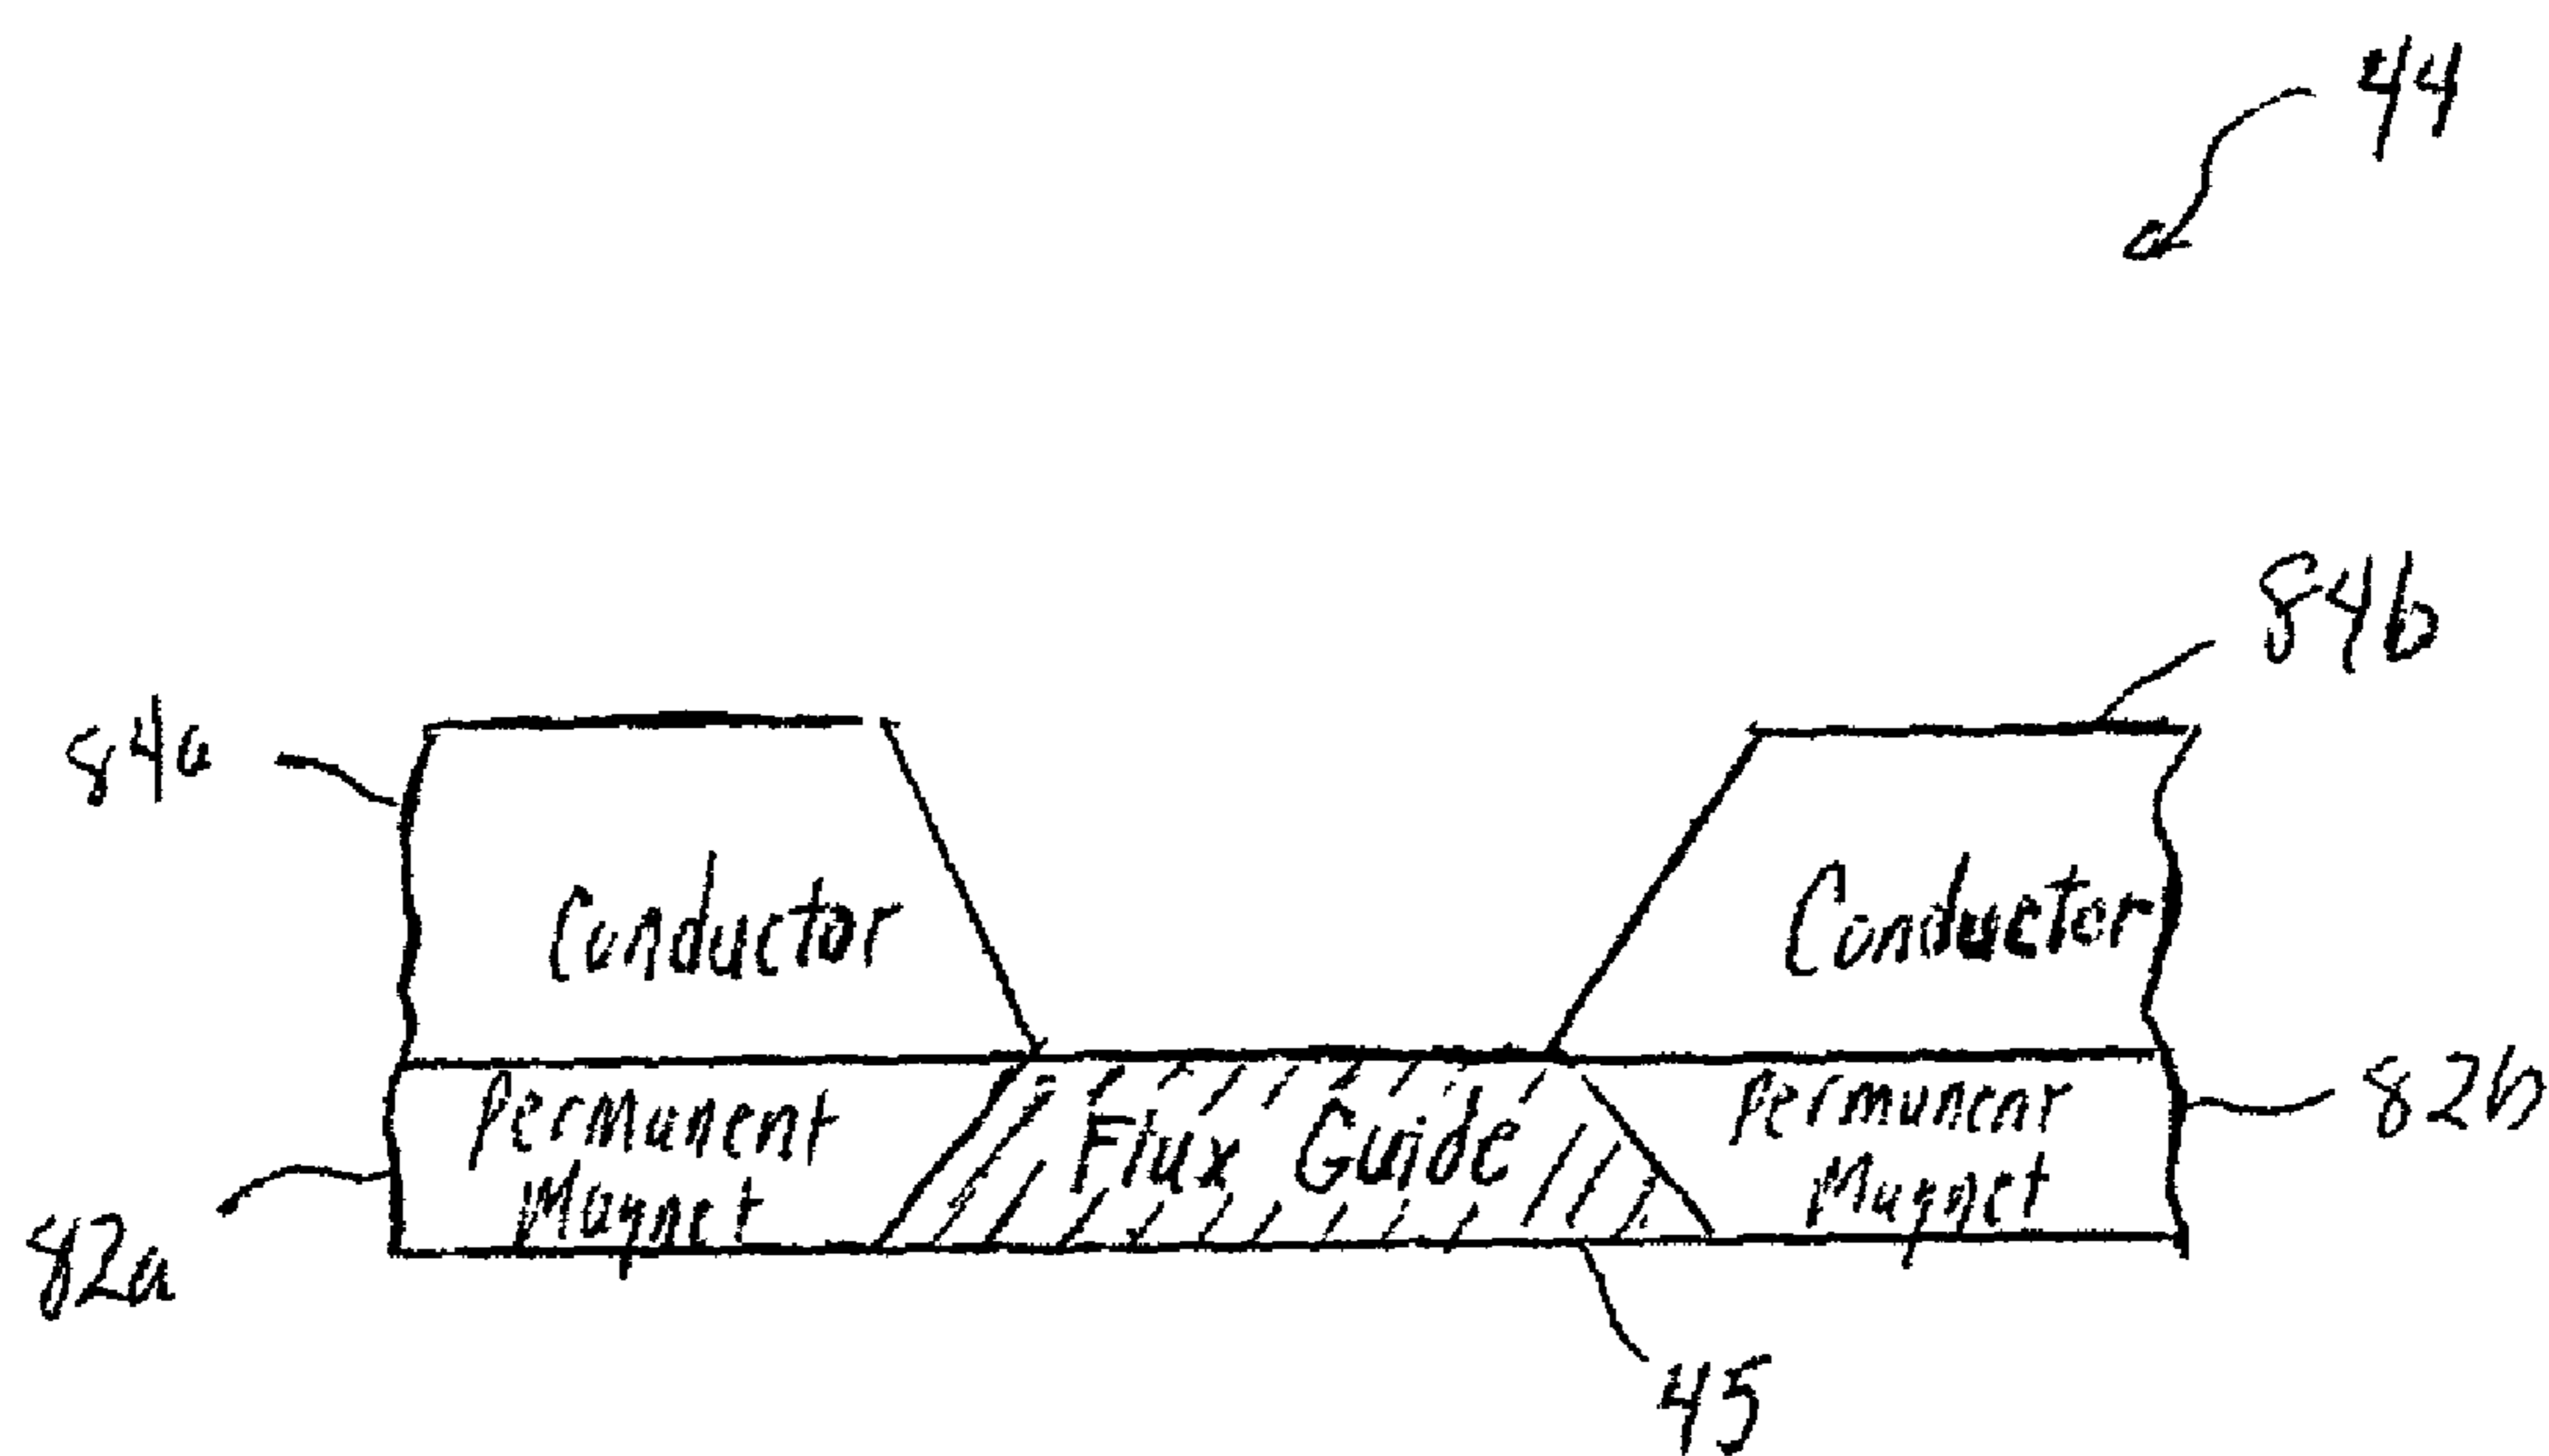 44
84b
84a
Conductor
Conductor
Permanent
Magnet
Flux Guide
Permanent
Magnet
82b
82a
45